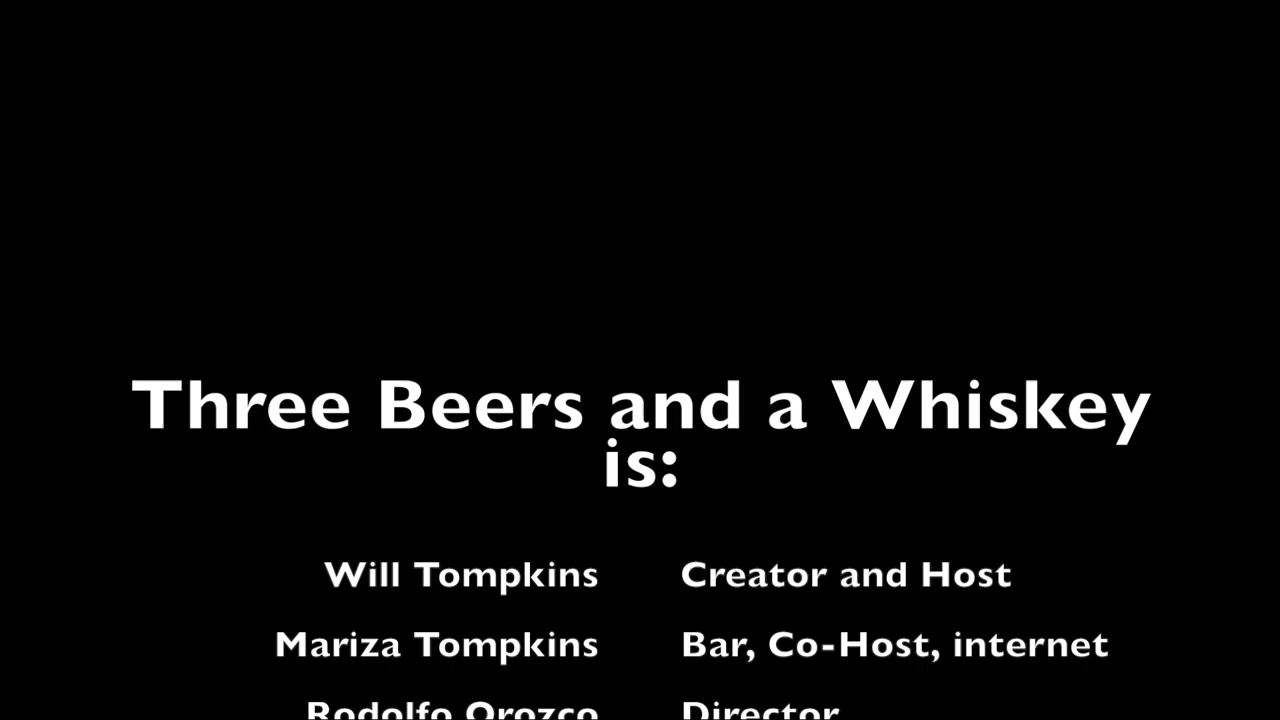 Three Beers and a Whiskey
is:
Will Tompkins Creator and Host
Mariza Tompkins Bar, Co-Host, internet
Rodolfo Orozco Director